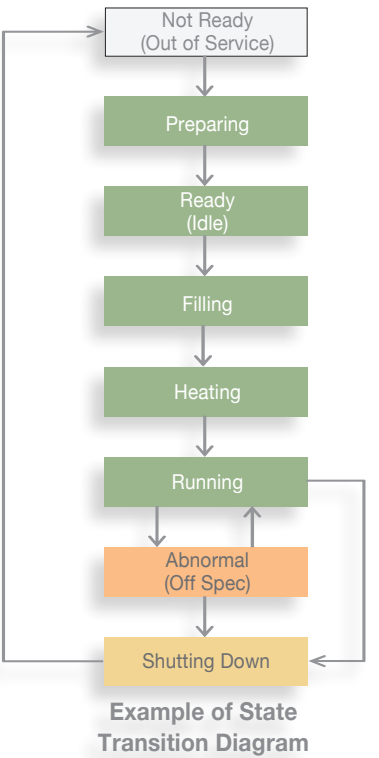 Not Ready
(Out of Service)
Preparing
Ready
(Idle)
Filling
Heating
Running
Abnormal
(Off Spec)
Shutting Down
Example of State
Transition Diagram